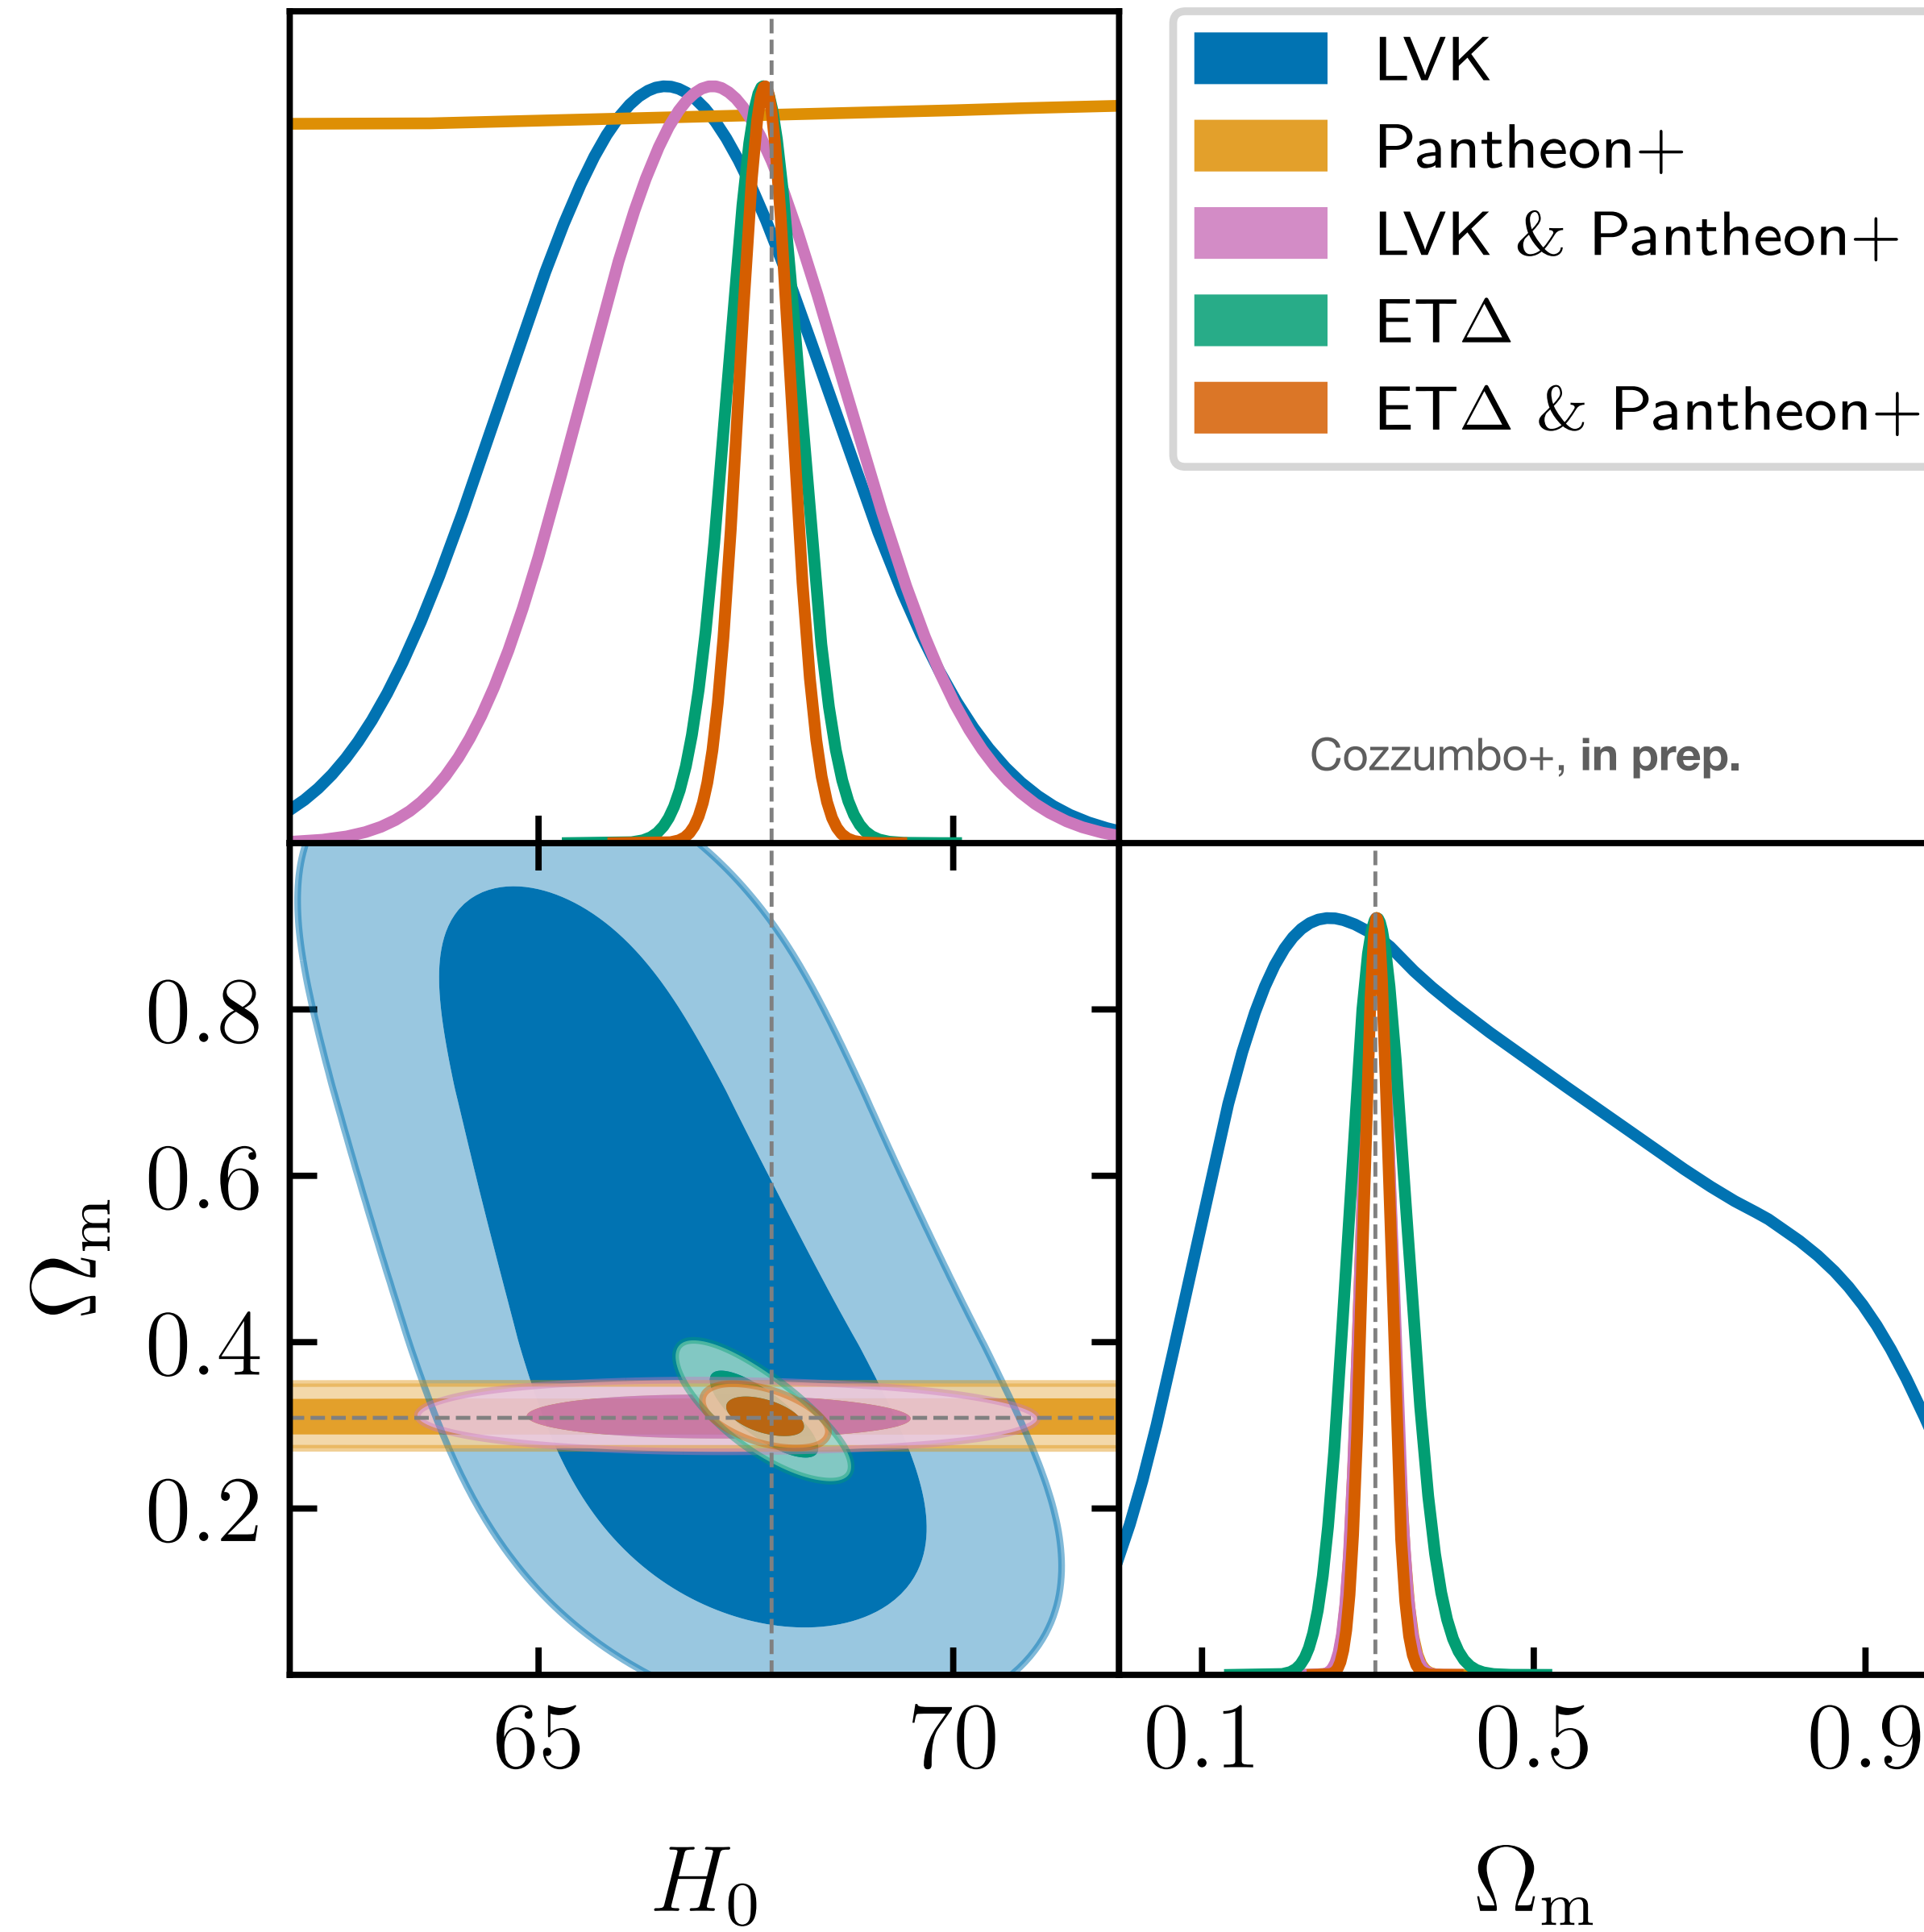 LVK
Pantheon+
LVK & Pantheon+
ETΔ
ETΔ & Pantheon+
Cozzumbo+, in prep.
0.8
0.6
0.4
0.2
Ωm
65 70
0.1 0.5 0.9
H0
Ωm